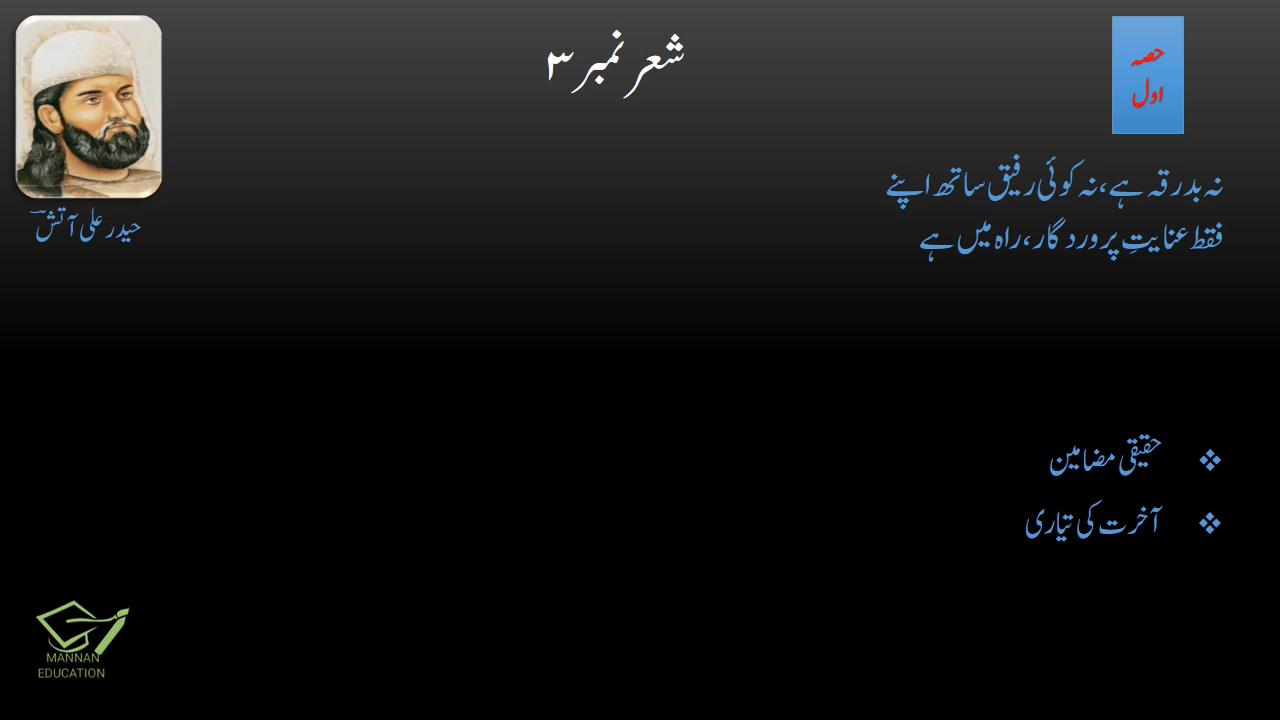 شعر نمبر ۳
حصہ
اول
نہ بدرقہ ہے، نہ کوئی رفیق ساتھ اپنے
فقط عنایتِ پروردگار، راہ میں ہے
حیدر علی آتشؔ
❖ حقیقی مضامین
❖ آخرت کی تیاری
MANNAN
EDUCATION